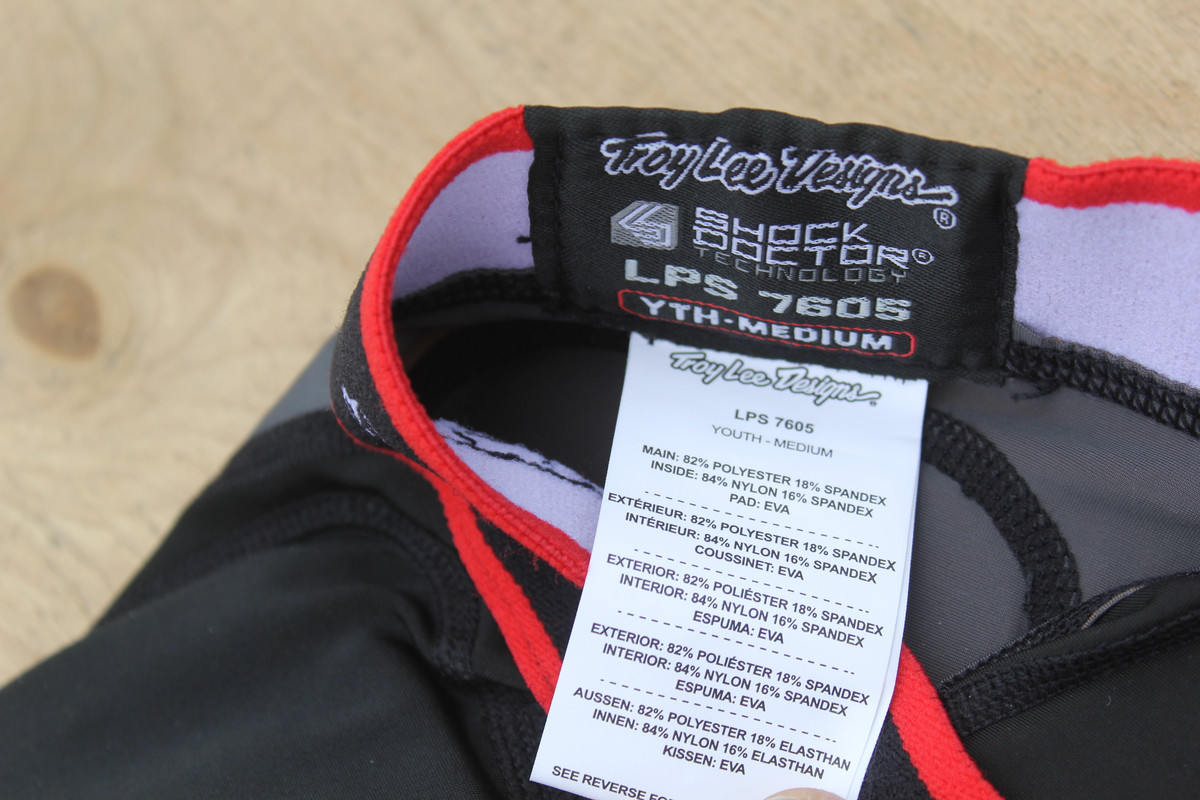 Troy Lee Designs®
SHOCK
DOCTOR®
TECHNOLOGY
LPS 7605
YTH-MEDIUM
Troy Lee Designs®
LPS 7605
YOUTH - MEDIUM
MAIN: 82% POLYESTER 18% SPANDEX
INSIDE: 84% NYLON 16% SPANDEX
PAD: EVA
EXTÉRIEUR: 82% POLYESTER 18% SPANDEX
INTÉRIEUR: 84% NYLON 16% SPANDEX
COUSSINET: EVA
EXTERIOR: 82% POLIÉSTER 18% SPANDEX
INTERIOR: 84% NYLON 16% SPANDEX
ESPUMA: EVA
EXTERIOR: 82% POLIÉSTER 18% SPANDEX
INTERIOR: 84% NYLON 16% SPANDEX
ESPUMA: EVA
AUSSEN: 82% POLYESTER 18% ELASTHAN
INNEN: 84% NYLON 16% ELASTHAN
KISSEN: EVA
SEE REVERSE